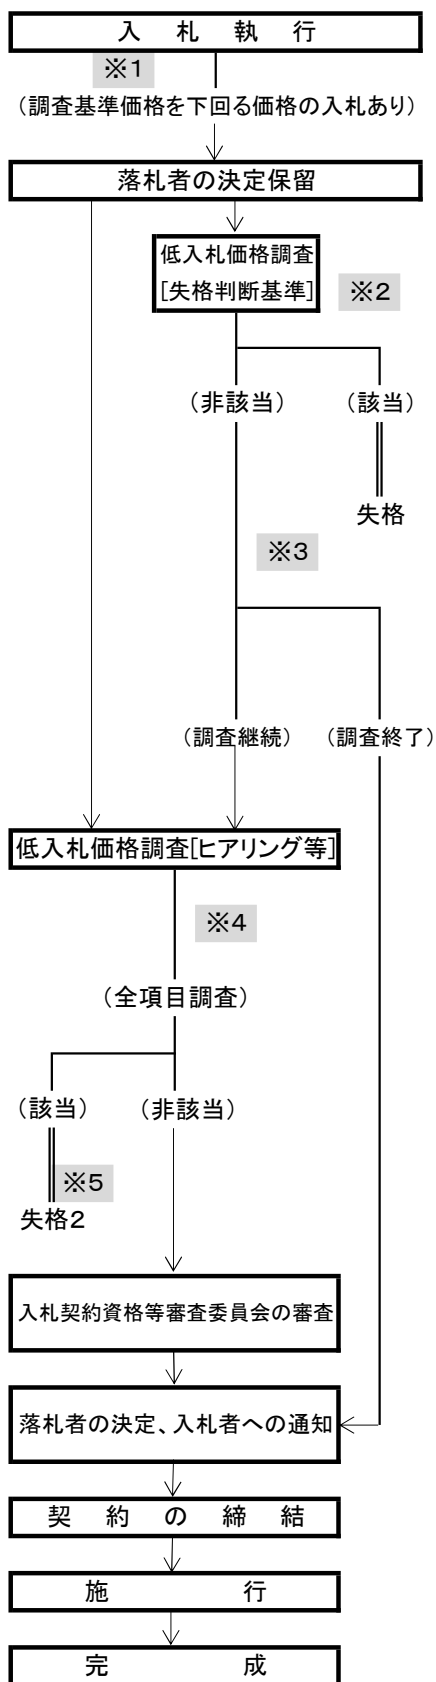 入札執行
※1
（調査基準価格を下回る価格の入札あり）
落札者の決定保留
低入札価格調査
[失格判断基準]
※2
（非該当）
（該当）
失格
※3
（調査継続）
（調査終了）
低入札価格調査[ヒアリング等]
※4
（全項目調査）
（該当）
（非該当）
※5
失格2
入札契約資格等審査委員会の審査
落札者の決定、入札者への通知
契約の締結
施行
完成